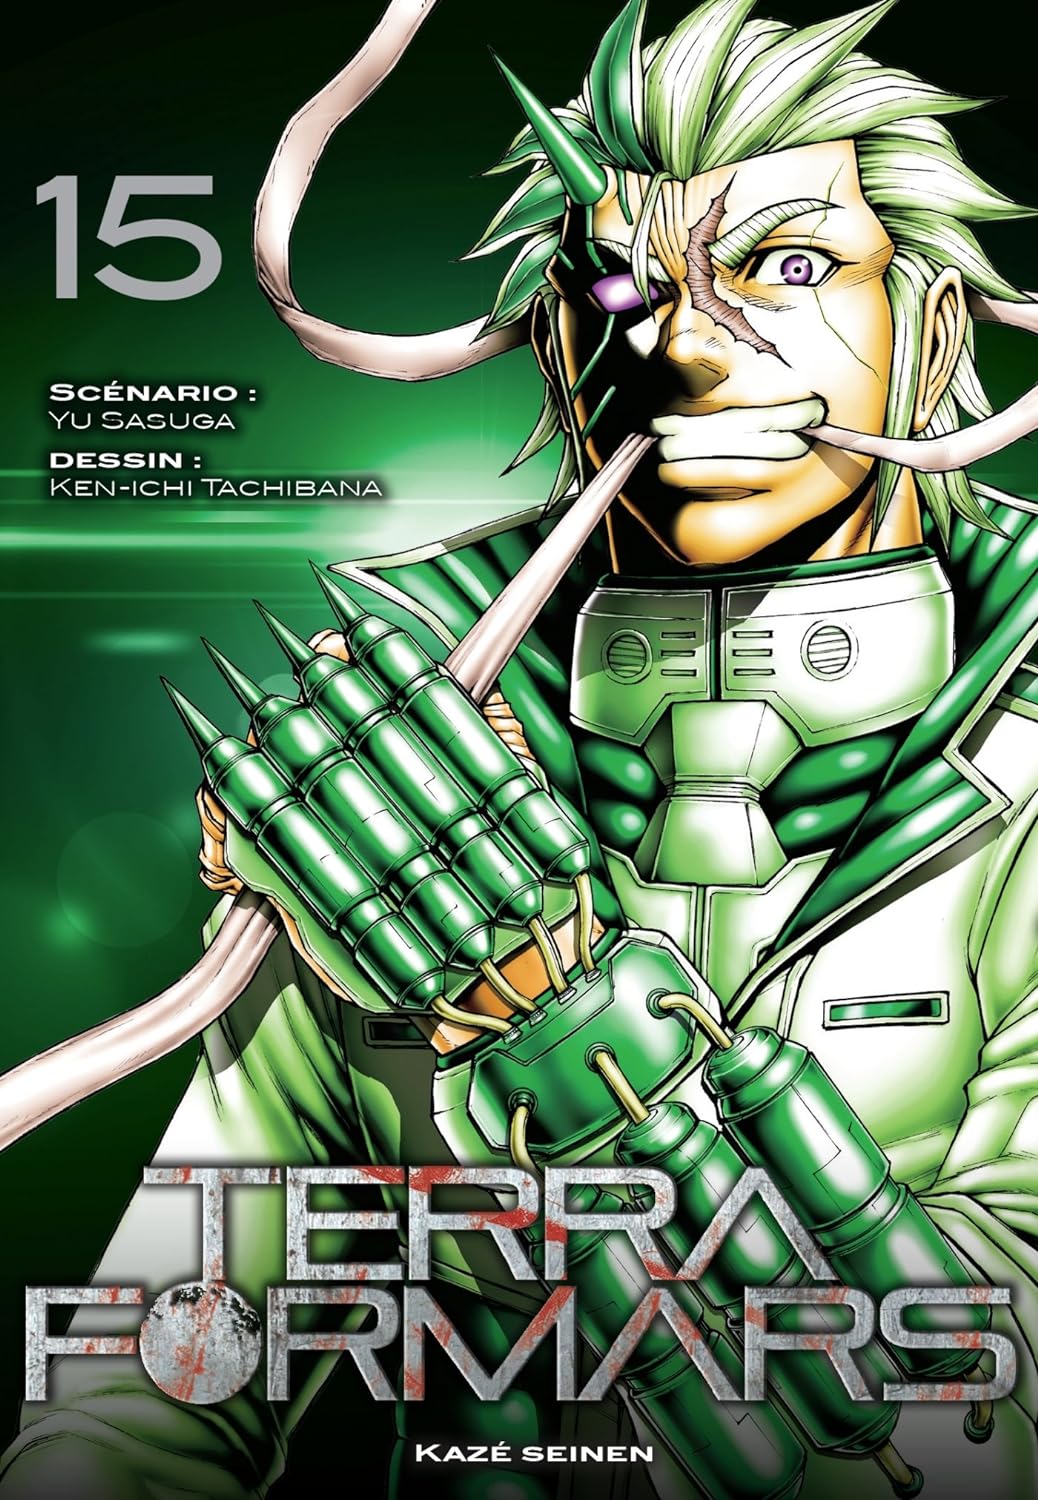 15
SCÉNARIO :
YU SASUGA
DESSIN :
KEN-ICHI TACHIBANA
TERRA
FORMARS
KAZÉ SEINEN